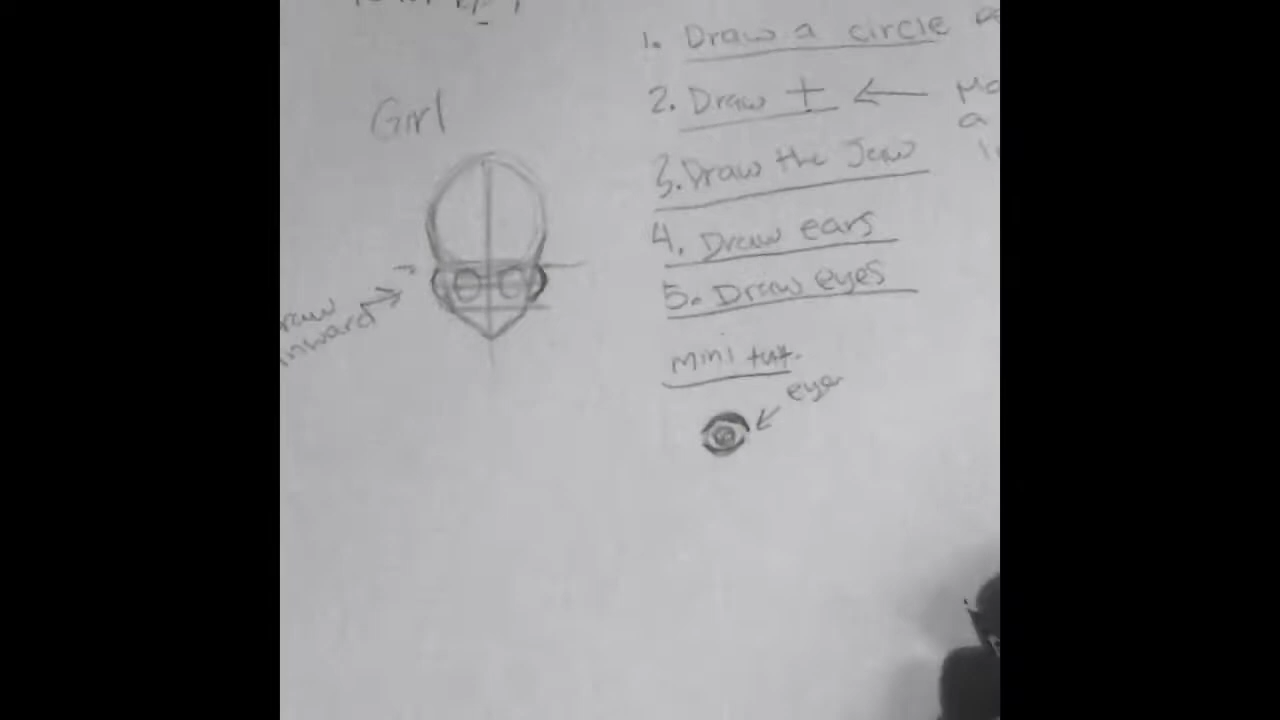 Girl
1. Draw a circle
2. Draw + ←
a
3. Draw the Jaw
4. Draw ears
5. Draw eyes
inward
mini tut.
eye